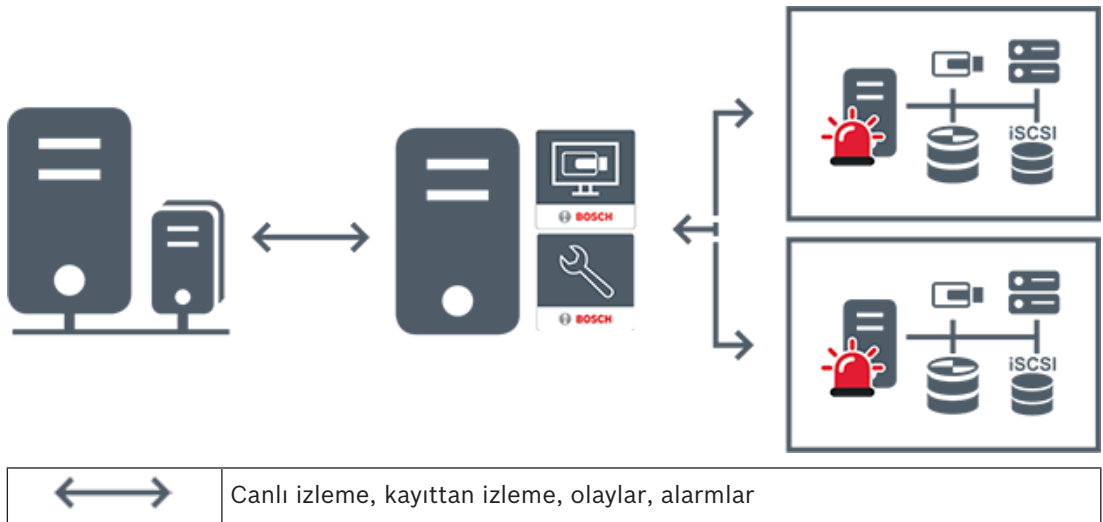 iSCSI
BOSCH
BOSCH
iSCSI
Canlı izleme, kayıttan izleme, olaylar, alarmlar